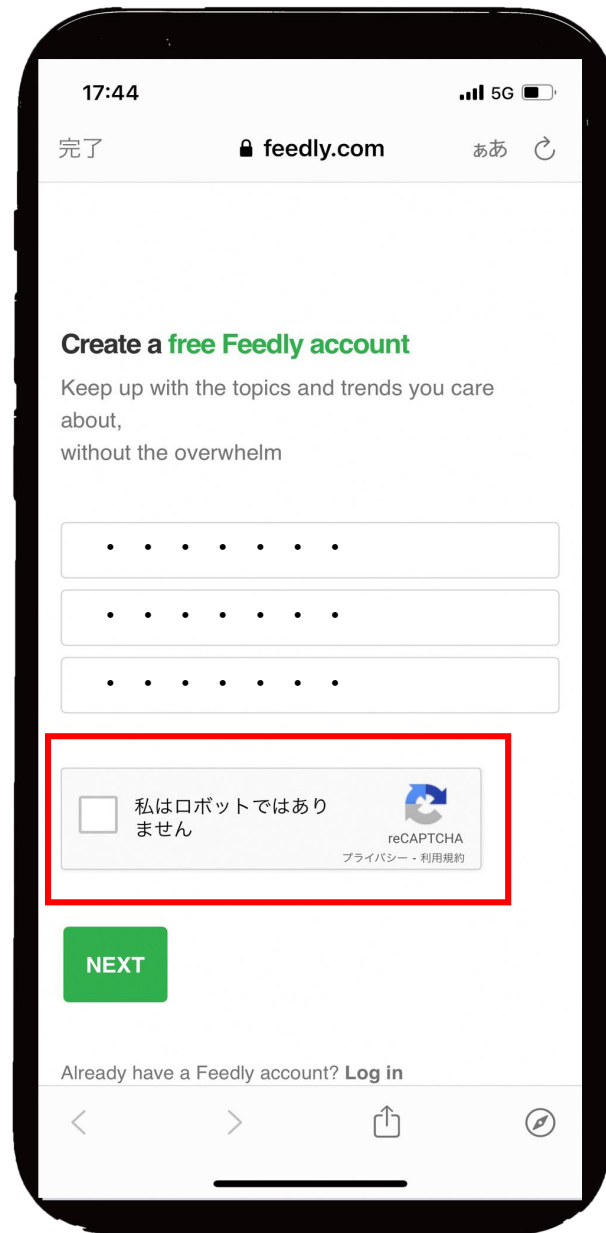 17:44
5G
完了
feedly.com
ぁあ
Create a free Feedly account
Keep up with the topics and trends you care
about,
without the overwhelm
・・・・・・・
・・・・・・・
・・・・・・・
私はロボットではあり
ません
reCAPTCHA
プライバシー - 利用規約
NEXT
Already have a Feedly account? Log in